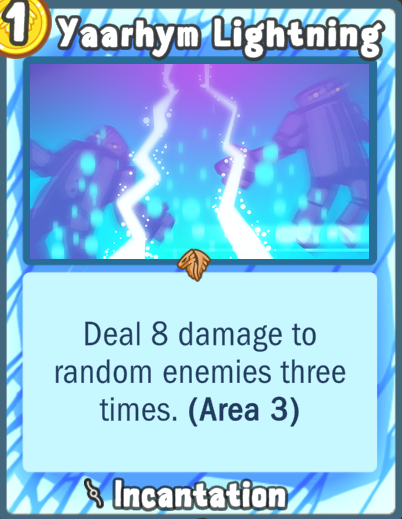 1
Yaarhym Lightning
Deal 8 damage to
random enemies three
times. (Area 3)
Incantation